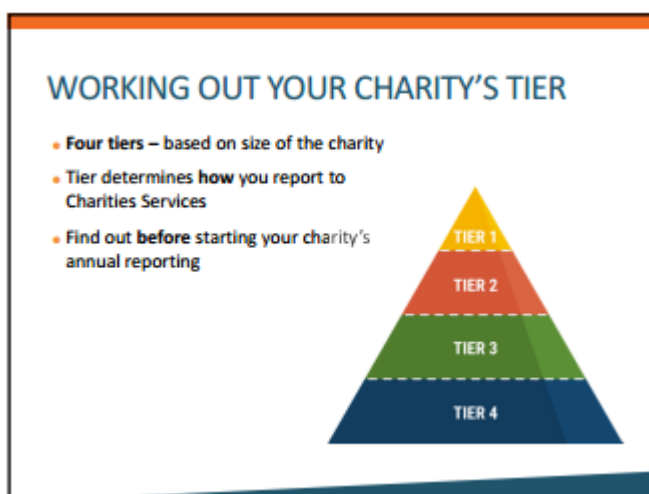 WORKING OUT YOUR CHARITY'S TIER
Four tiers – based on size of the charity
Tier determines how you report to
Charities Services
Find out before starting your charity's
annual reporting
TIER 1
TIER 2
TIER 3
TIER 4